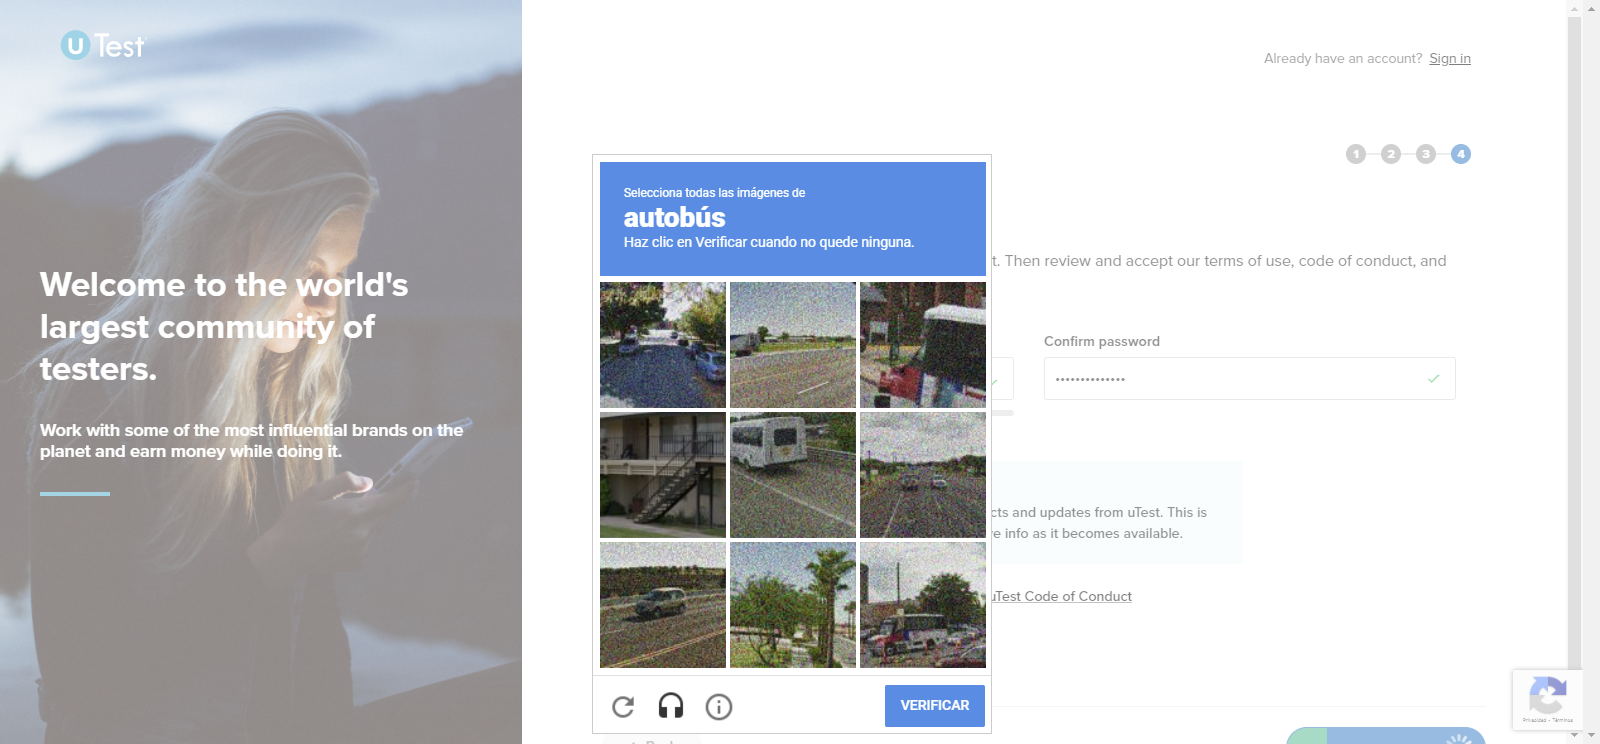 uTest
Already have an account? Sign in
1 2 3 4
Welcome to the world's
largest community of
testers.
Work with some of the most influential brands on the
planet and earn money while doing it.
Selecciona todas las imágenes de
autobús
Haz clic en Verificar cuando no quede ninguna.
t. Then review and accept our terms of use, code of conduct, and
Confirm password
cts and updates from uTest. This is
e info as it becomes available.
uTest Code of Conduct
VERIFICAR
Privacidad - Términos